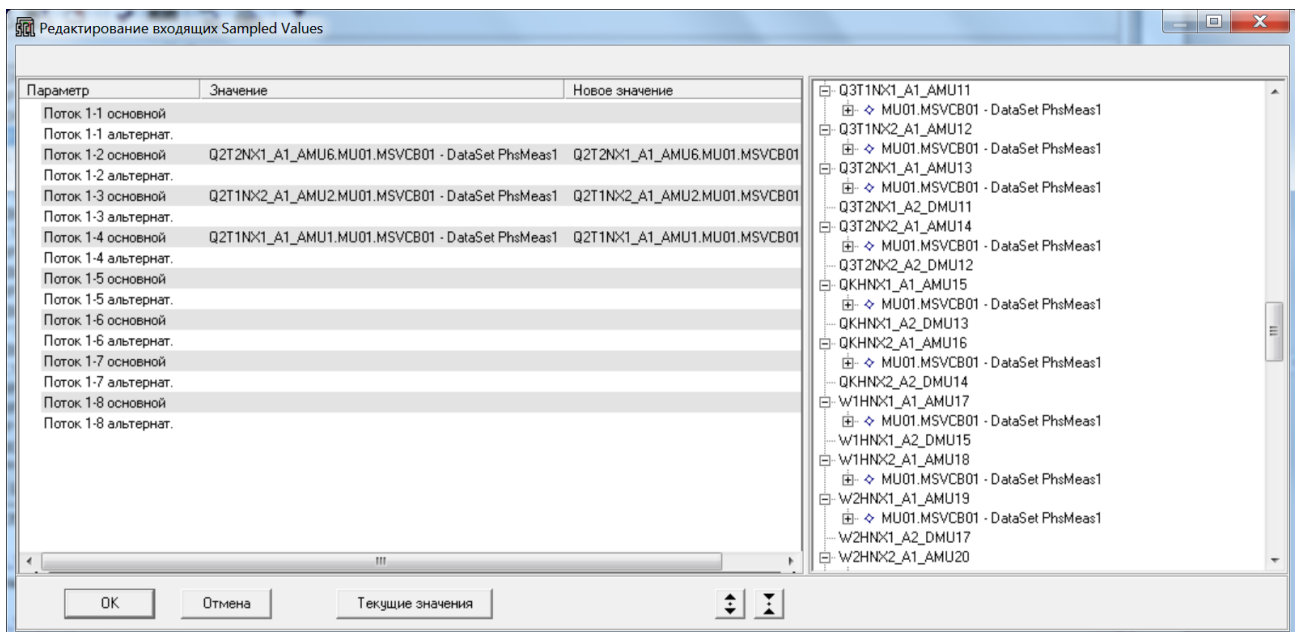 Редактирование входящих Sampled Values
Параметр Значение Новое значение
Поток 1-1 основной
Поток 1-1 альтернат.
Поток 1-2 основной Q2T2NX1_A1_AMU6.MU01.MSVCB01 - DataSet PhsMeas1 Q2T2NX1_A1_AMU6.MU01.MSVCB01
Поток 1-2 альтернат.
Поток 1-3 основной Q2T1NX2_A1_AMU2.MU01.MSVCB01 - DataSet PhsMeas1 Q2T1NX2_A1_AMU2.MU01.MSVCB01
Поток 1-3 альтернат.
Поток 1-4 основной Q2T1NX1_A1_AMU1.MU01.MSVCB01 - DataSet PhsMeas1 Q2T1NX1_A1_AMU1.MU01.MSVCB01
Поток 1-4 альтернат.
Поток 1-5 основной
Поток 1-5 альтернат.
Поток 1-6 основной
Поток 1-6 альтернат.
Поток 1-7 основной
Поток 1-7 альтернат.
Поток 1-8 основной
Поток 1-8 альтернат.
Q3T1NX1_A1_AMU11
MU01.MSVCB01 - DataSet PhsMeas1
Q3T1NX2_A1_AMU12
MU01.MSVCB01 - DataSet PhsMeas1
Q3T2NX1_A1_AMU13
MU01.MSVCB01 - DataSet PhsMeas1
Q3T2NX1_A2_DMU11
Q3T2NX2_A1_AMU14
MU01.MSVCB01 - DataSet PhsMeas1
Q3T2NX2_A2_DMU12
QKHNX1_A1_AMU15
MU01.MSVCB01 - DataSet PhsMeas1
QKHNX1_A2_DMU13
QKHNX2_A1_AMU16
MU01.MSVCB01 - DataSet PhsMeas1
QKHNX2_A2_DMU14
W1HNX1_A1_AMU17
MU01.MSVCB01 - DataSet PhsMeas1
W1HNX1_A2_DMU15
W1HNX2_A1_AMU18
MU01.MSVCB01 - DataSet PhsMeas1
W2HNX1_A1_AMU19
MU01.MSVCB01 - DataSet PhsMeas1
W2HNX1_A2_DMU17
W2HNX2_A1_AMU20
OK Отмена Текущие значения